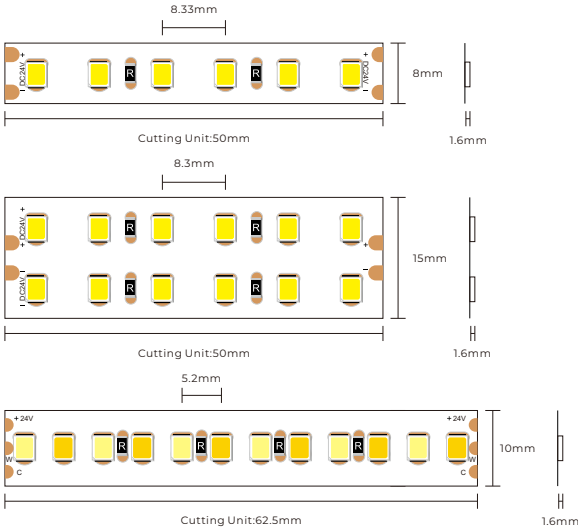 8.33mm
+ DC24V − R R + DC24V −
8mm
Cutting Unit:50mm
1.6mm
8.3mm
+ DC24V + R R +
− DC24V − R R −
15mm
Cutting Unit:50mm
1.6mm
5.2mm
+ 24V + 24V
R R R R
W W
C C
10mm
Cutting Unit:62.5mm
1.6mm